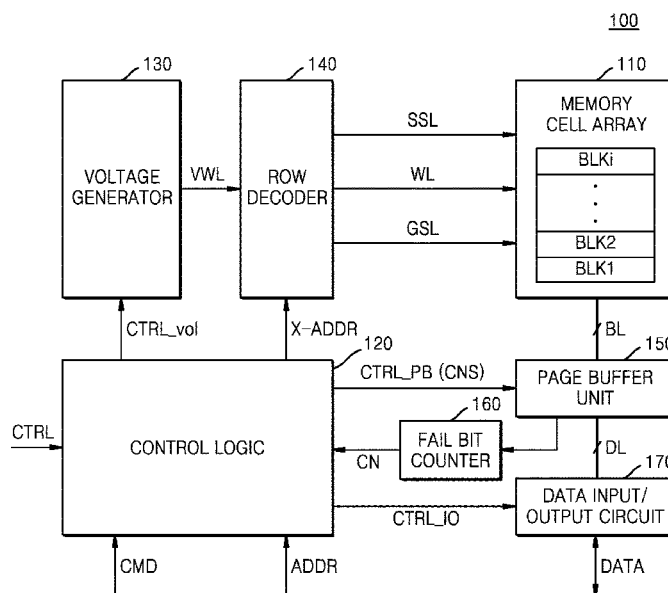 100
130
140
110
VOLTAGE
GENERATOR
VWL
ROW
DECODER
SSL
WL
GSL
MEMORY
CELL ARRAY
BLKi
BLK2
BLK1
CTRL_vol
X-ADDR
BL
120
150
CTRL_PB (CNS)
PAGE BUFFER
UNIT
160
CTRL
CONTROL LOGIC
CN
FAIL BIT
COUNTER
DL
170
CTRL_IO
DATA INPUT/
OUTPUT CIRCUIT
CMD
ADDR
DATA